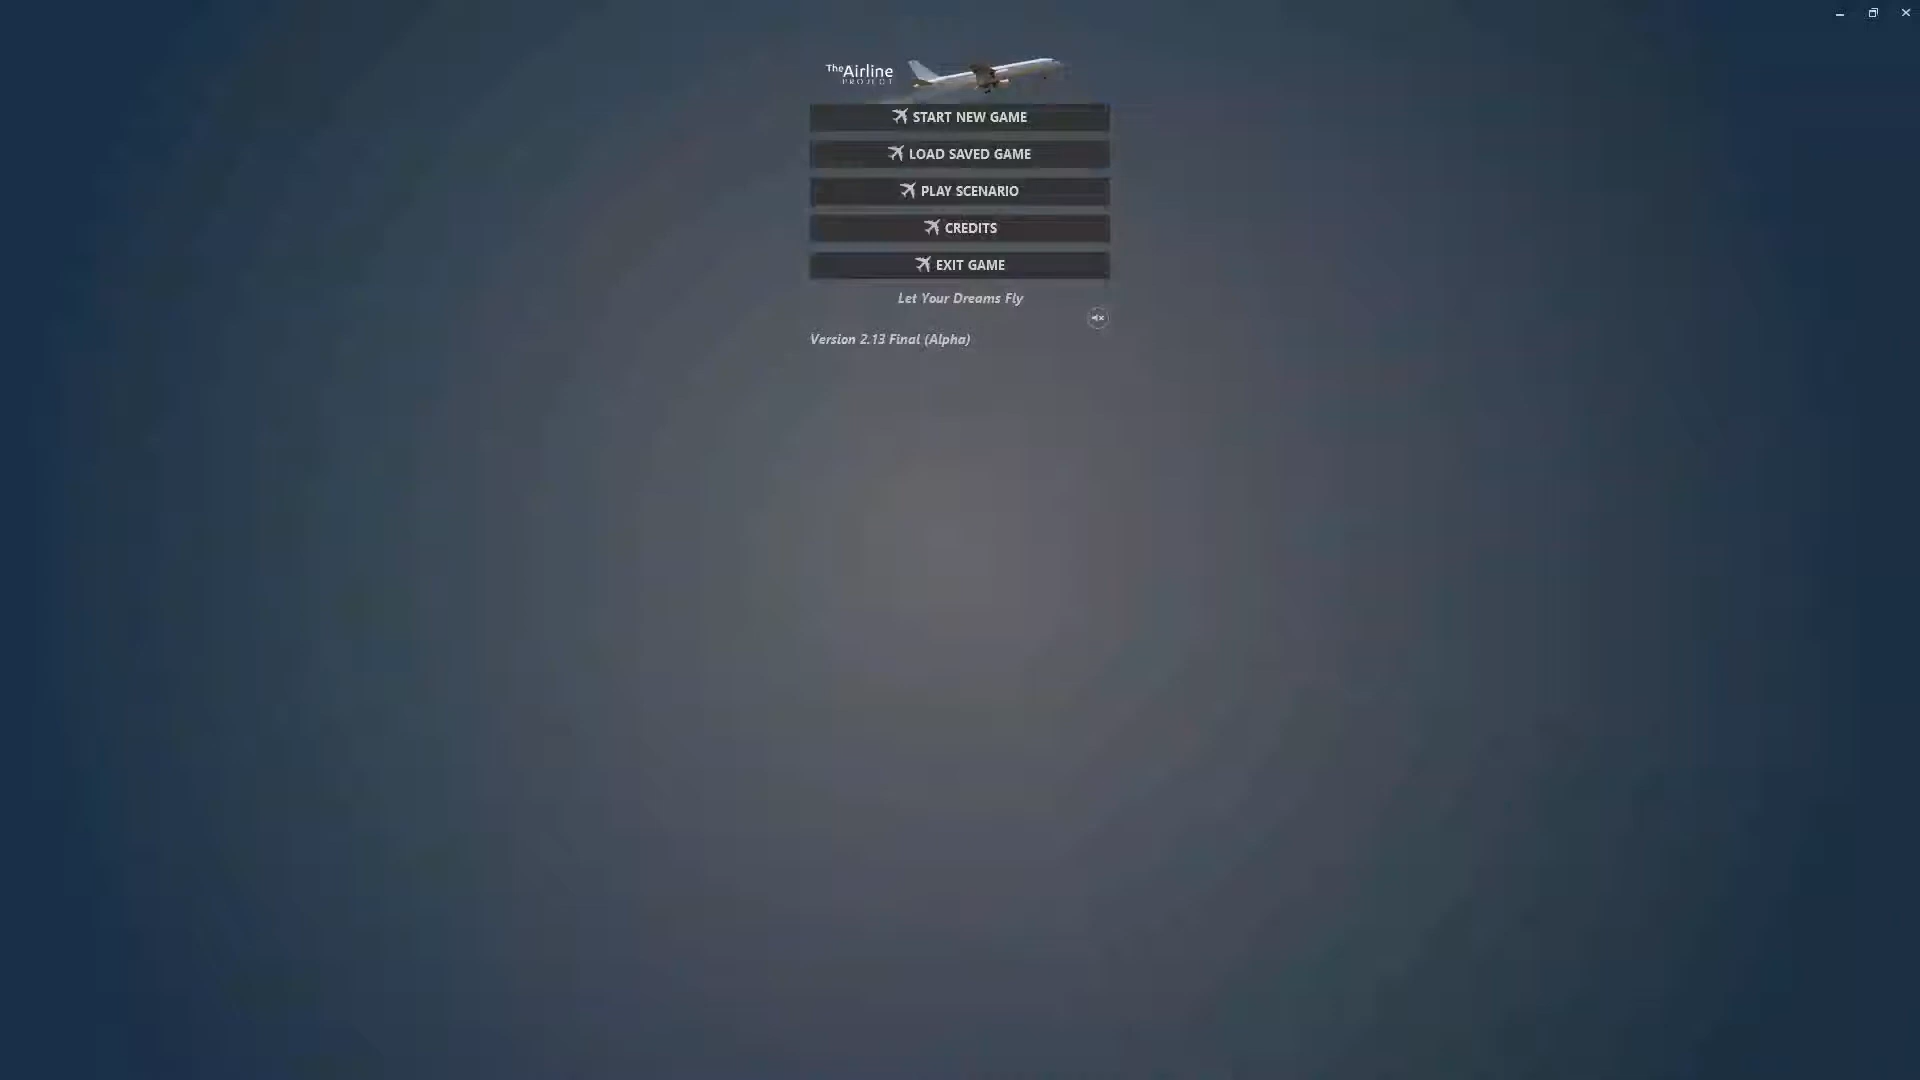 The Airline
PROJECT
START NEW GAME
LOAD SAVED GAME
PLAY SCENARIO
CREDITS
EXIT GAME
Let Your Dreams Fly
Version 2.13 Final (Alpha)